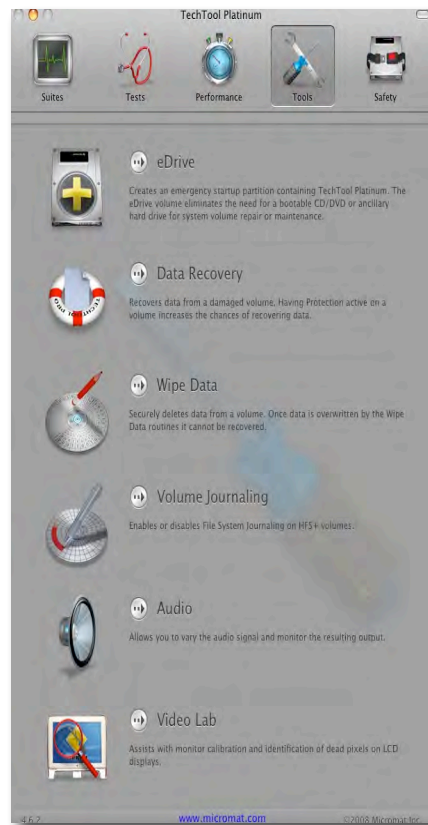 TechTool Platinum
Suites
Tests
Performance
Tools
Safety
eDrive
Creates an emergency startup partition containing TechTool Platinum. The
eDrive volume eliminates the need for a bootable CD/DVD or ancillary
hard drive for system volume repair or maintenance.
Data Recovery
TECHTOOL PRO
Recovers data from a damaged volume. Having Protection active on a
volume increases the chances of recovering data.
Wipe Data
Securely deletes data from a volume. Once data is overwritten by the Wipe
Data routines it cannot be recovered.
Volume Journaling
Enables or disables File System Journaling on HFS+ volumes.
Audio
Allows you to vary the audio signal and monitor the resulting output.
Video Lab
Assists with monitor calibration and identification of dead pixels on LCD
displays.
4.6.2
www.micromat.com
©2008 Micromat Inc.